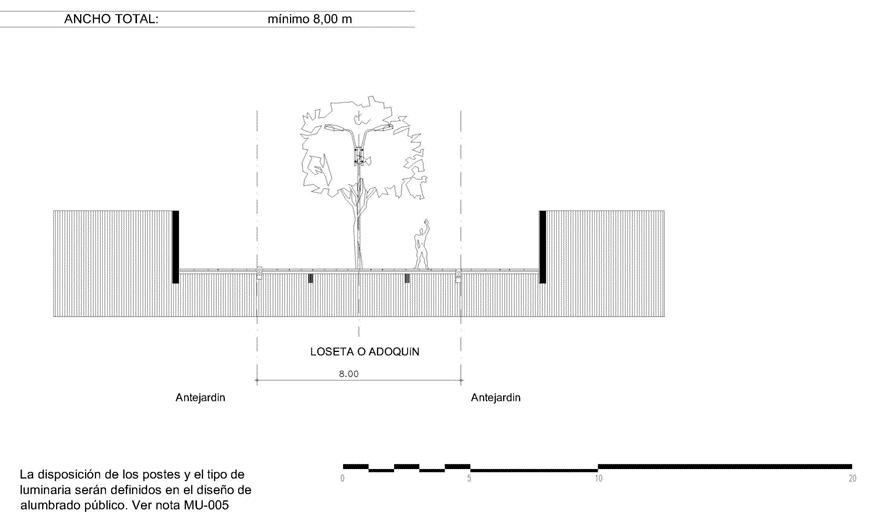 ANCHO TOTAL: mínimo 8,00 m
LOSETA O ADOQUíN
8.00
Antejardin Antejardin
La disposición de los postes y el tipo de
luminaria serán definidos en el diseño de
alumbrado público. Ver nota MU-005
0 5 10 20